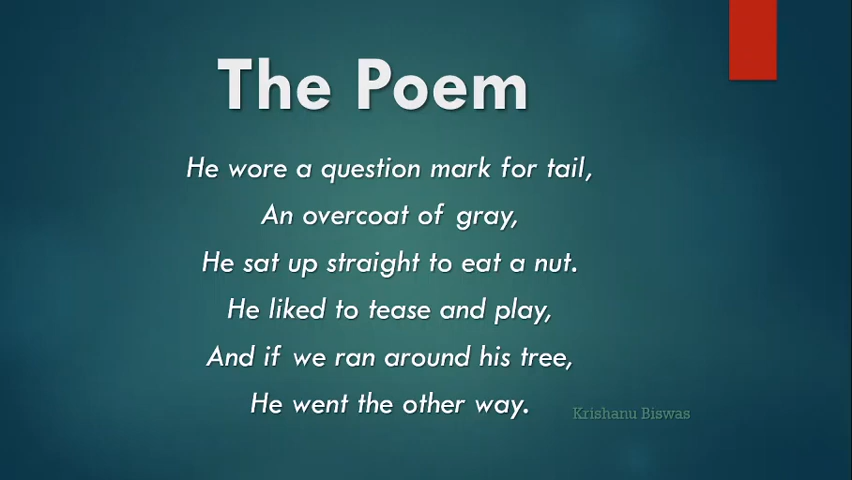 The Poem
He wore a question mark for tail,
An overcoat of gray,
He sat up straight to eat a nut.
He liked to tease and play,
And if we ran around his tree,
He went the other way.
Krishanu Biswas